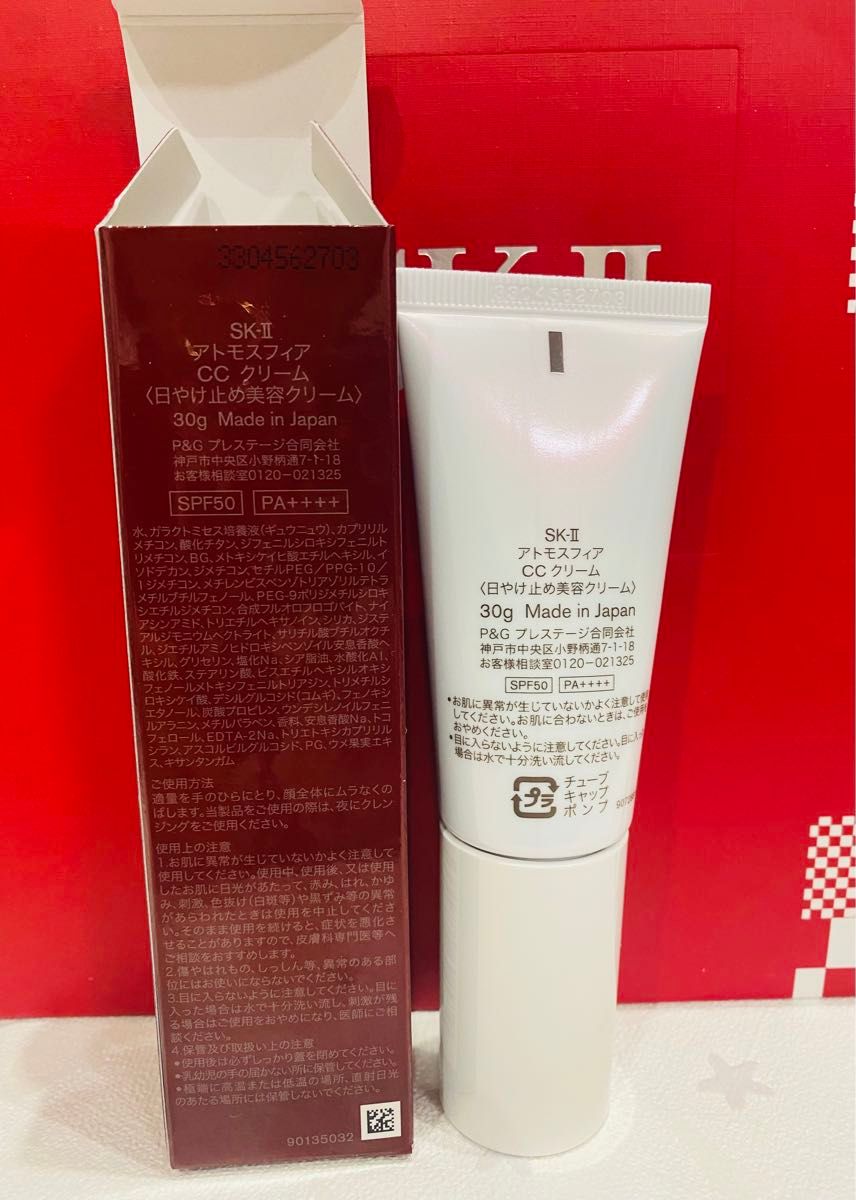 SK-II
3304562703
SK-II
アトモスフィア
CC クリーム
〈日やけ止め美容クリーム〉
30g Made in Japan
P&G プレステージ合同会社
神戸市中央区小野柄通7-1-18
お客様相談室0120-021325
SPF50 PA++++
水、ガラクトミセス培養液(ギュウニュウ)、カプリリル
メチコン、酸化チタン、ジフェニルシロキシフェニルト
リメチコン、BG、メトキシケイヒ酸エチルヘキシル、イ
ソドデカン、ジメチコン、セチルPEG/PPG-10/
1ジメチコン、メチレンビスベンゾトリアゾリルテトラ
メチルブチルフェノール、PEG-9ポリジメチルシロキ
シエチルジメチコン、合成フルオロフロゴパイト、ナイ
アシンアミド、トリエチルヘキサノイン、シリカ、ジステ
アルジモニウムヘクトライト、サリチル酸ブチルオクチ
ル、ジエチルアミノヒドロキシベンゾイル安息香酸ヘ
キシル、グリセリン、塩化Na、シア脂油、水酸化Al、
酸化鉄、ステアリン酸、ビスエチルヘキシルオキシ
フェノールメトキシフェニルトリアジン、トリメチルシ
ロキシケイ酸、デシルグルコシド(コムギ)、フェノキシ
エタノール、炭酸プロピレン、ウンデシレノイルフェニ
ルアラニン、メチルパラベン、香料、安息香酸Na、トコ
フェロール、EDTA-2Na、トリエトキシカプリリル
シラン、アスコルビルグルコシド、PG、ウメ果実エキ
ス、キサンタンガム
ご使用方法
適量を手のひらにとり、顔全体にムラなくの
ばします。当製品をご使用の際は、夜にクレン
ジングをご使用ください。
使用上の注意
1.お肌に異常が生じていないかよく注意して
使用してください。使用中、使用後、又は使用
したお肌に日光があたって、赤み、はれ、かゆ
み、刺激、色抜け(白斑等)や黒ずみ等の異常
があらわれたときは使用を中止してくださ
い。そのまま使用を続けると、症状を悪化さ
せることがありますので、皮膚科専門医等へ
ご相談をおすすめします。
2.傷やはれもの、しっしん等、異常のある部
位にはお使いにならないでください。
3.目に入らないように注意してください。目に
入った場合は水で十分洗い流し、刺激が残
る場合はご使用をおやめになり、医師にご相
談ください。
4.保管及び取扱い上の注意
●使用後は必ずしっかり蓋を閉めてください。
●乳幼児の手の届かない所に保管してください。
●極端に高温または低温の場所、直射日光
のあたる場所には保管しないでください。
90135032
3304562703
SK-II
アトモスフィア
CC クリーム
〈日やけ止め美容クリーム〉
30g Made in Japan
P&G プレステージ合同会社
神戸市中央区小野柄通7-1-18
お客様相談室0120-021325
SPF50 PA++++
●お肌に異常が生じていないかよく注意して使用
してください。お肌に合わないときは、ご使用
おやめください。
●目に入らないように注意してください。目に入っ
場合は水で十分洗い流してください。
プラ
チューブ
キャップ
ポンプ